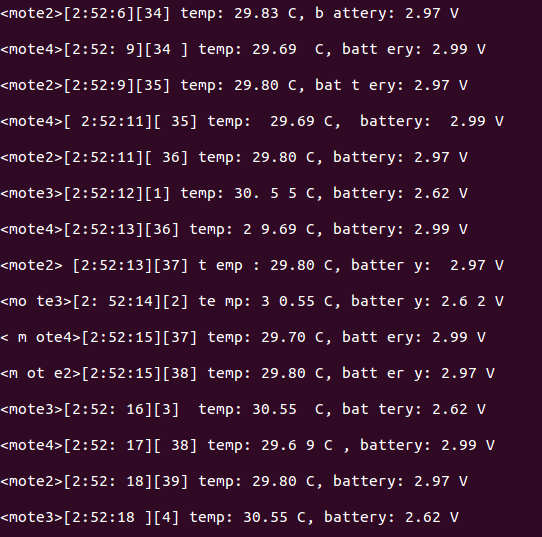 <mote2>[2:52:6][34] temp: 29.83 C, b attery: 2.97 V
<mote4>[2:52: 9][34 ] temp: 29.69  C, batt ery: 2.99 V
<mote2>[2:52:9][35] temp: 29.80 C, bat t ery: 2.97 V
<mote4>[ 2:52:11][ 35] temp:  29.69 C,  battery:  2.99 V
<mote2>[2:52:11][ 36] temp: 29.80 C, battery: 2.97 V
<mote3>[2:52:12][1] temp: 30. 5 5 C, battery: 2.62 V
<mote4>[2:52:13][36] temp: 2 9.69 C, battery: 2.99 V
<mote2> [2:52:13][37] t emp : 29.80 C, batter y:  2.97 V
<mo te3>[2: 52:14][2] te mp: 3 0.55 C, batter y: 2.6 2 V
< m ote4>[2:52:15][37] temp: 29.70 C, batt ery: 2.99 V
<m ot e2>[2:52:15][38] temp: 29.80 C, batt er y: 2.97 V
<mote3>[2:52: 16][3]  temp: 30.55  C, bat tery: 2.62 V
<mote4>[2:52: 17][ 38] temp: 29.6 9 C , battery: 2.99 V
<mote2>[2:52: 18][39] temp: 29.80 C, battery: 2.97 V
<mote3>[2:52:18 ][4] temp: 30.55 C, battery: 2.62 V